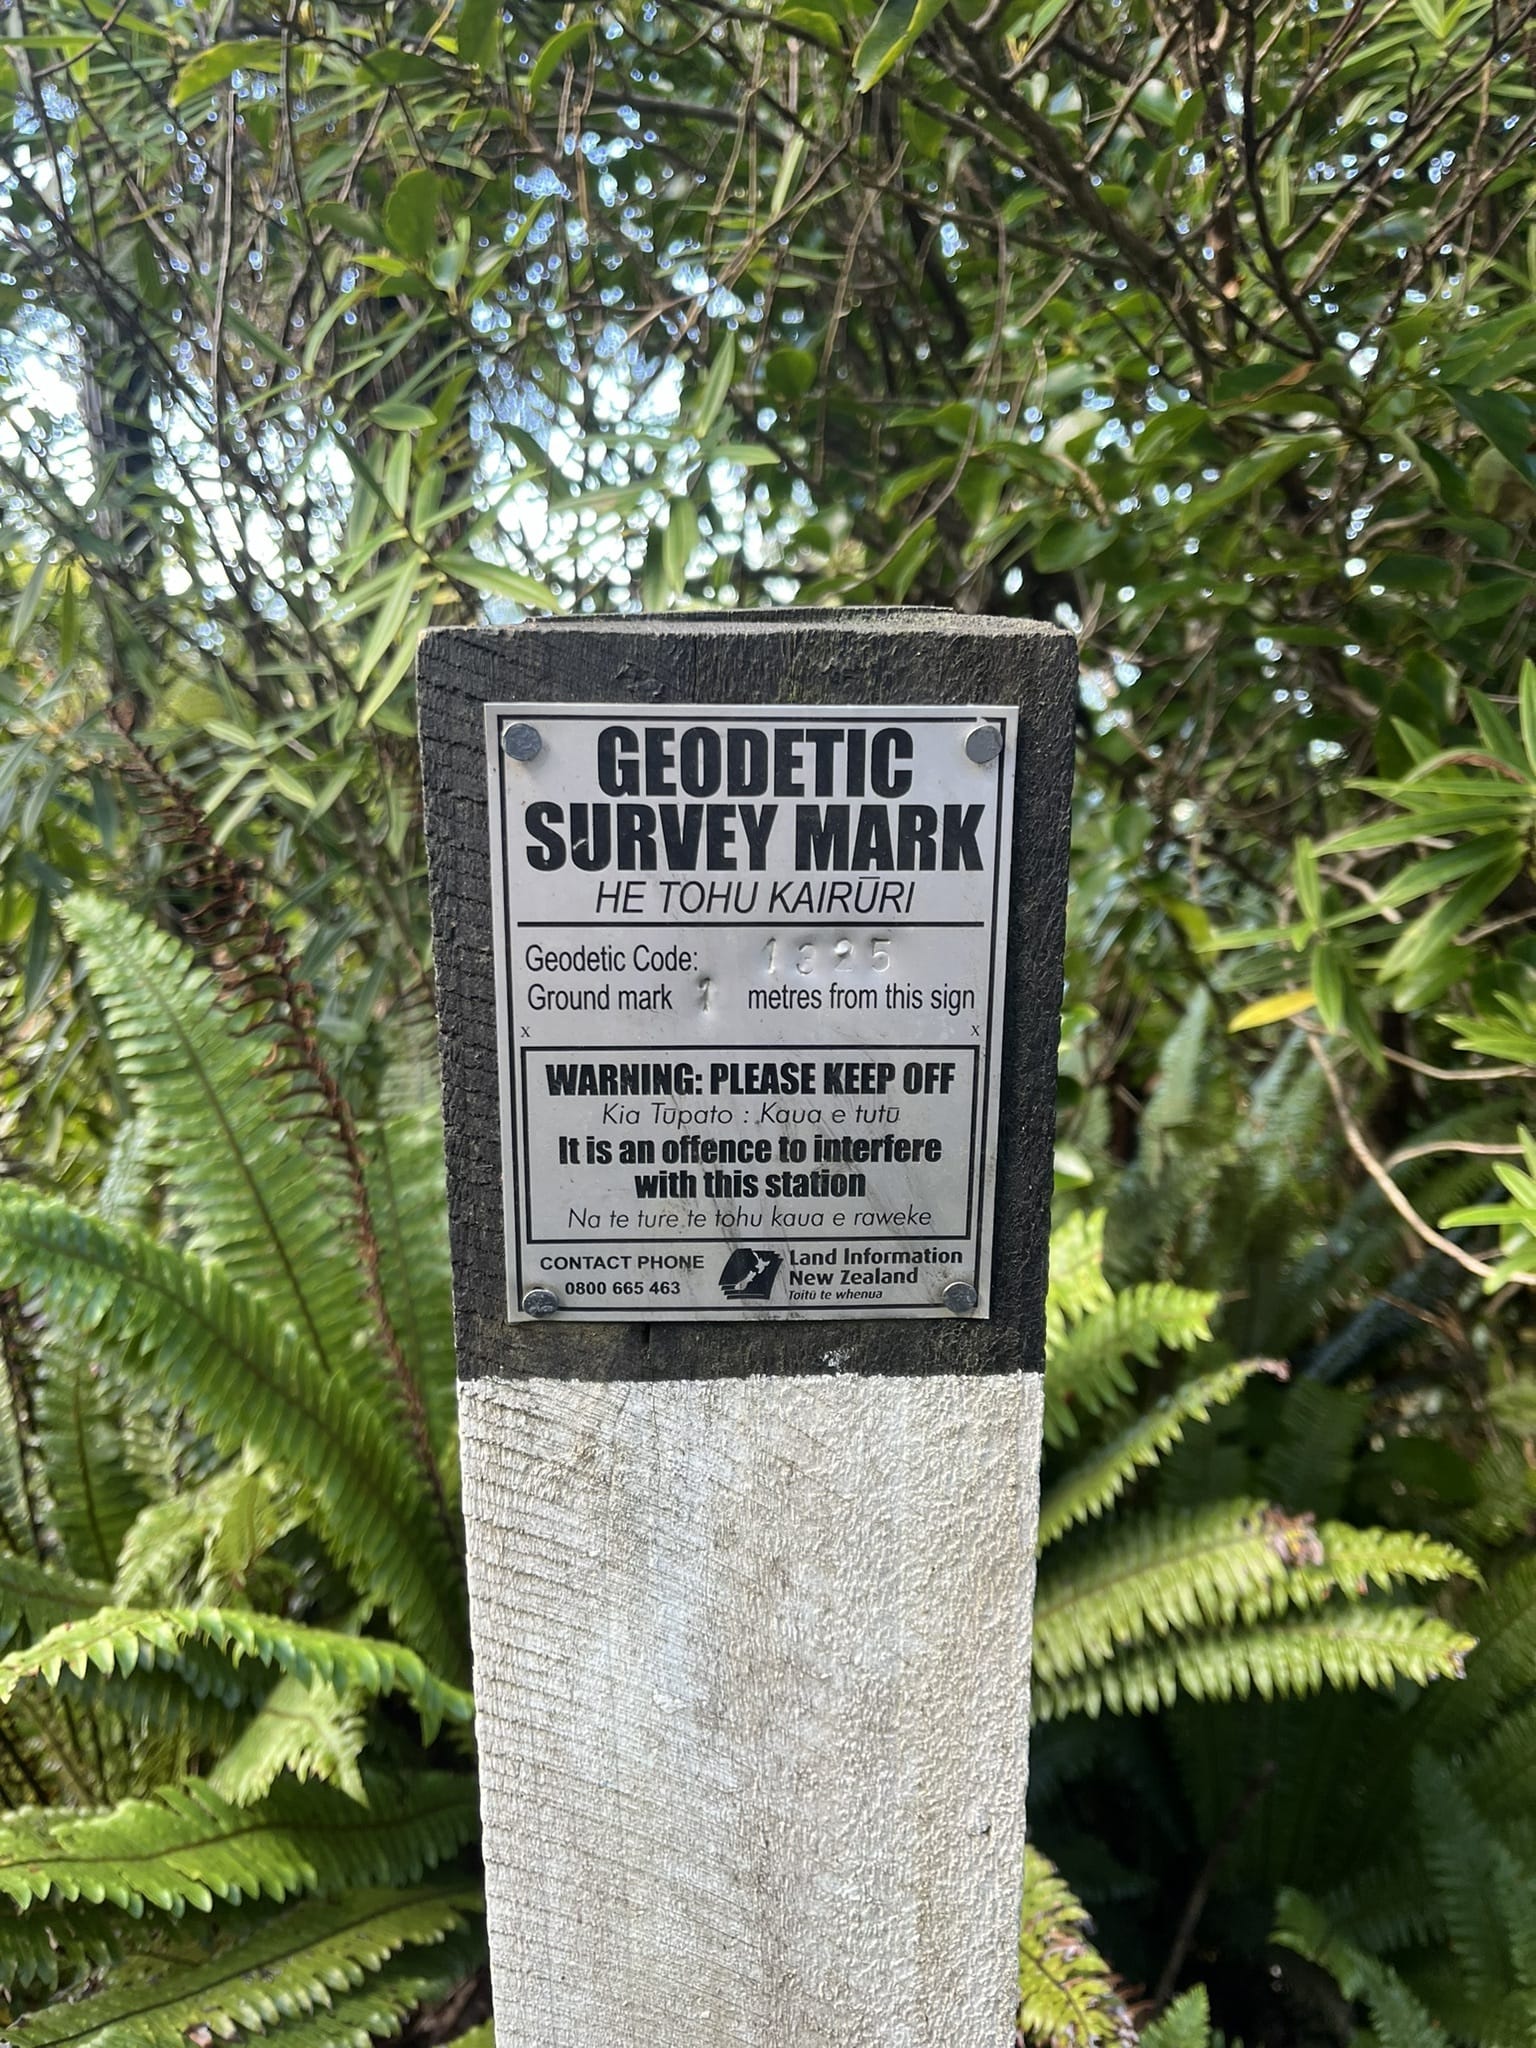 GEODETIC
SURVEY MARK
HE TOHU KAIRŪRI
Geodetic Code: 1325
Ground mark 1 metres from this sign
x x
WARNING: PLEASE KEEP OFF
Kia Tūpato : Kaua e tutū
It is an offence to interfere
with this station
Na te ture te tohu kaua e raweke
CONTACT PHONE
0800 665 463
Land Information
New Zealand
Toitū te whenua